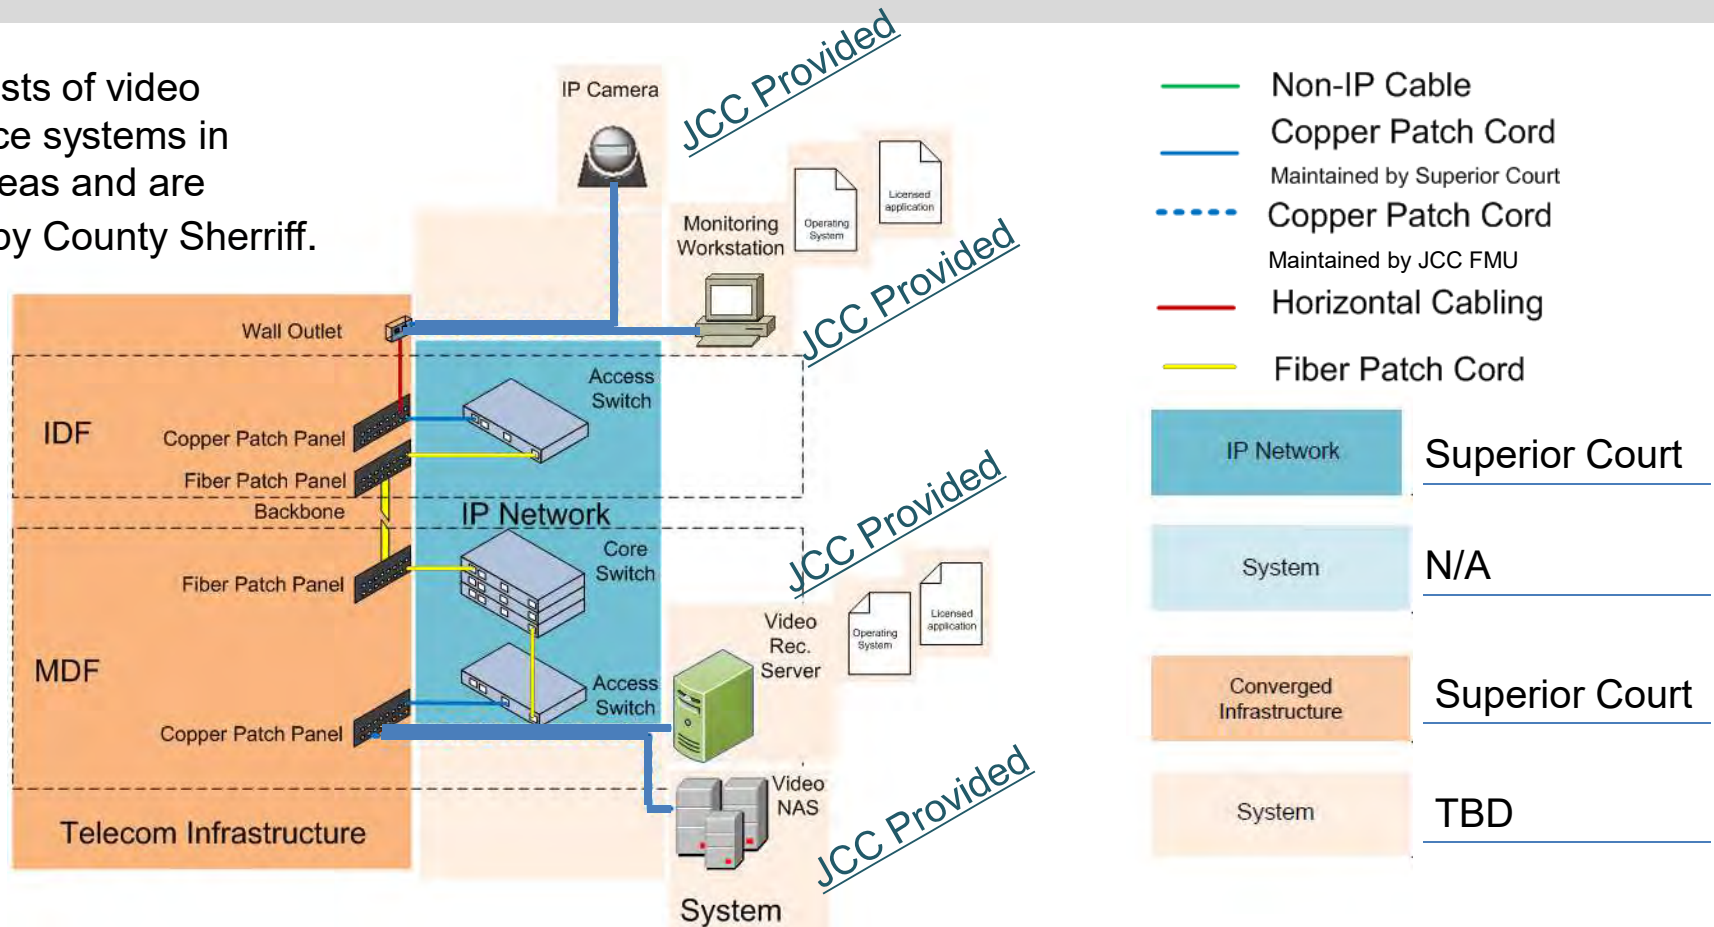 sts of video
ce systems in
eas and are
by County Sherriff.
IP Camera
JCC Provided
Monitoring
Workstation
Operating
System
Licensed
application
JCC Provided
Wall Outlet
IDF
Copper Patch Panel
Fiber Patch Panel
Backbone
Access
Switch
IP Network
MDF
Fiber Patch Panel
Core
Switch
Access
Switch
Copper Patch Panel
Telecom Infrastructure
JCC Provided
Video
Rec.
Server
Operating
System
Licensed
application
Video
NAS
JCC Provided
System
Non-IP Cable
Copper Patch Cord
Maintained by Superior Court
Copper Patch Cord
Maintained by JCC FMU
Horizontal Cabling
Fiber Patch Cord
IP Network
Superior Court
System
N/A
Converged
Infrastructure
Superior Court
System
TBD